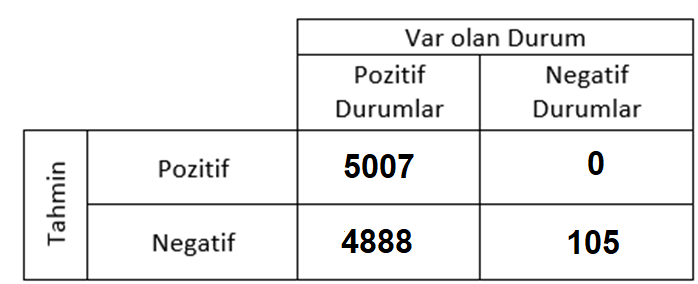 Var olan Durum
Pozitif
Durumlar
Negatif
Durumlar
Tahmin
Pozitif
5007
0
Negatif
4888
105